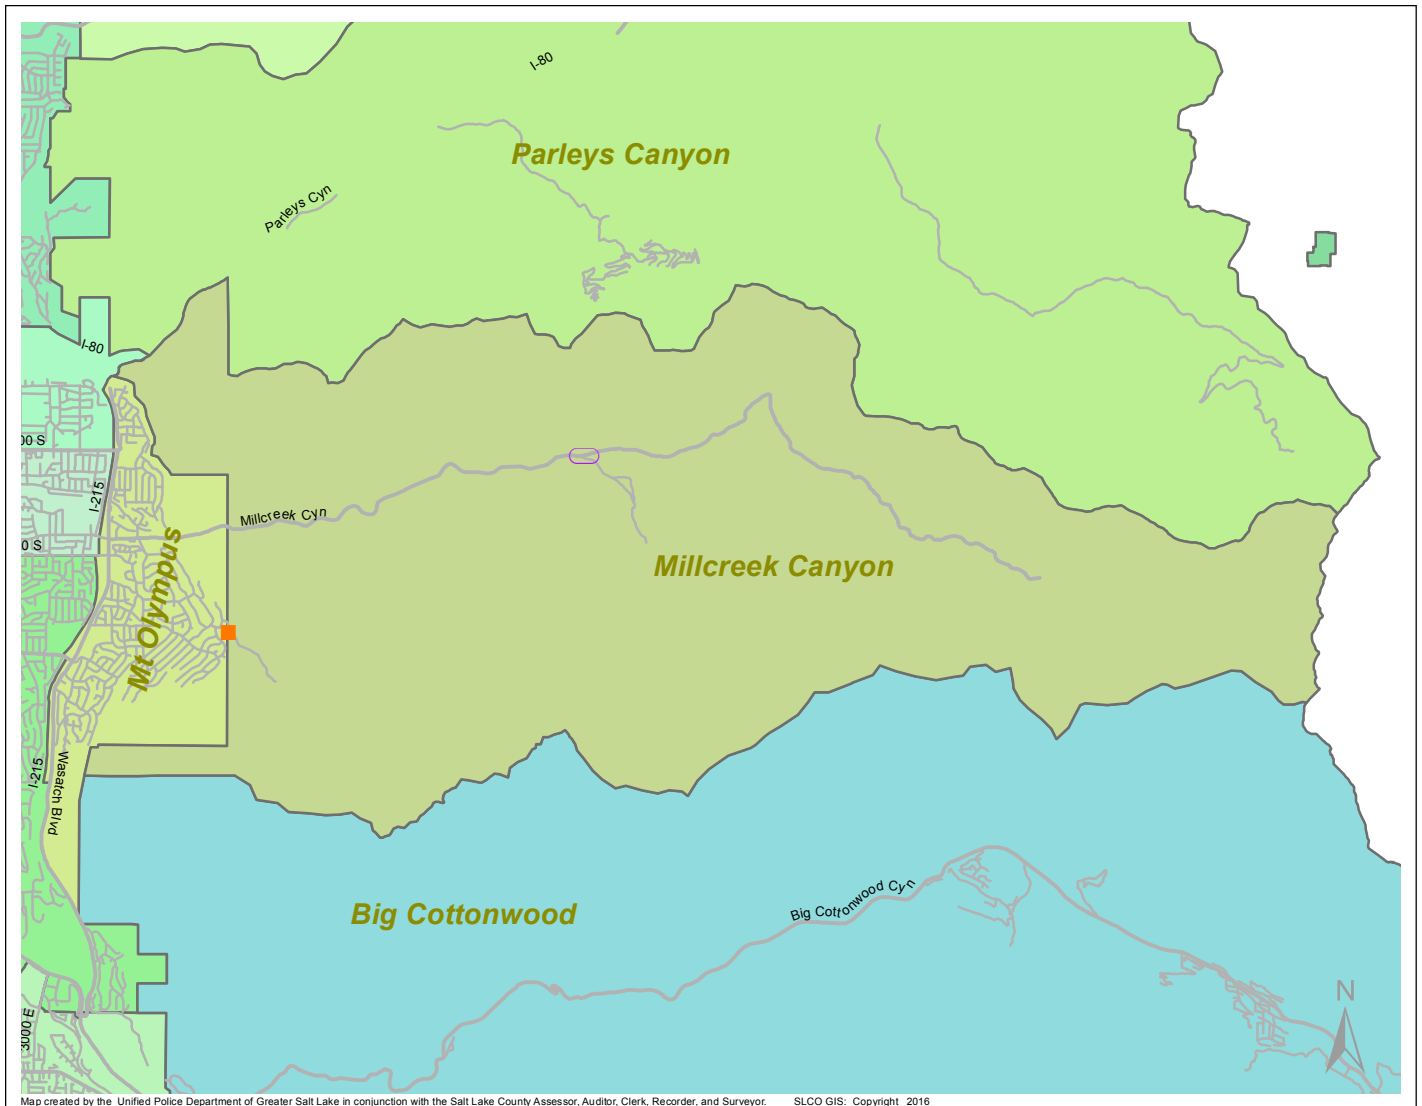 I-80
Parleys Canyon
Parleys Cyn
I-80
00 S
I-215
Millcreek Cyn
0 S
Millcreek Canyon
Mt Olympus
I-215
Wasatch Blvd
Big Cottonwood Cyn
Big Cottonwood
N
3000 E
Map created by the Unified Police Department of Greater Salt Lake in conjunction with the Salt Lake County Assessor, Auditor, Clerk, Recorder, and Surveyor. SLCO GIS: Copyright 2016